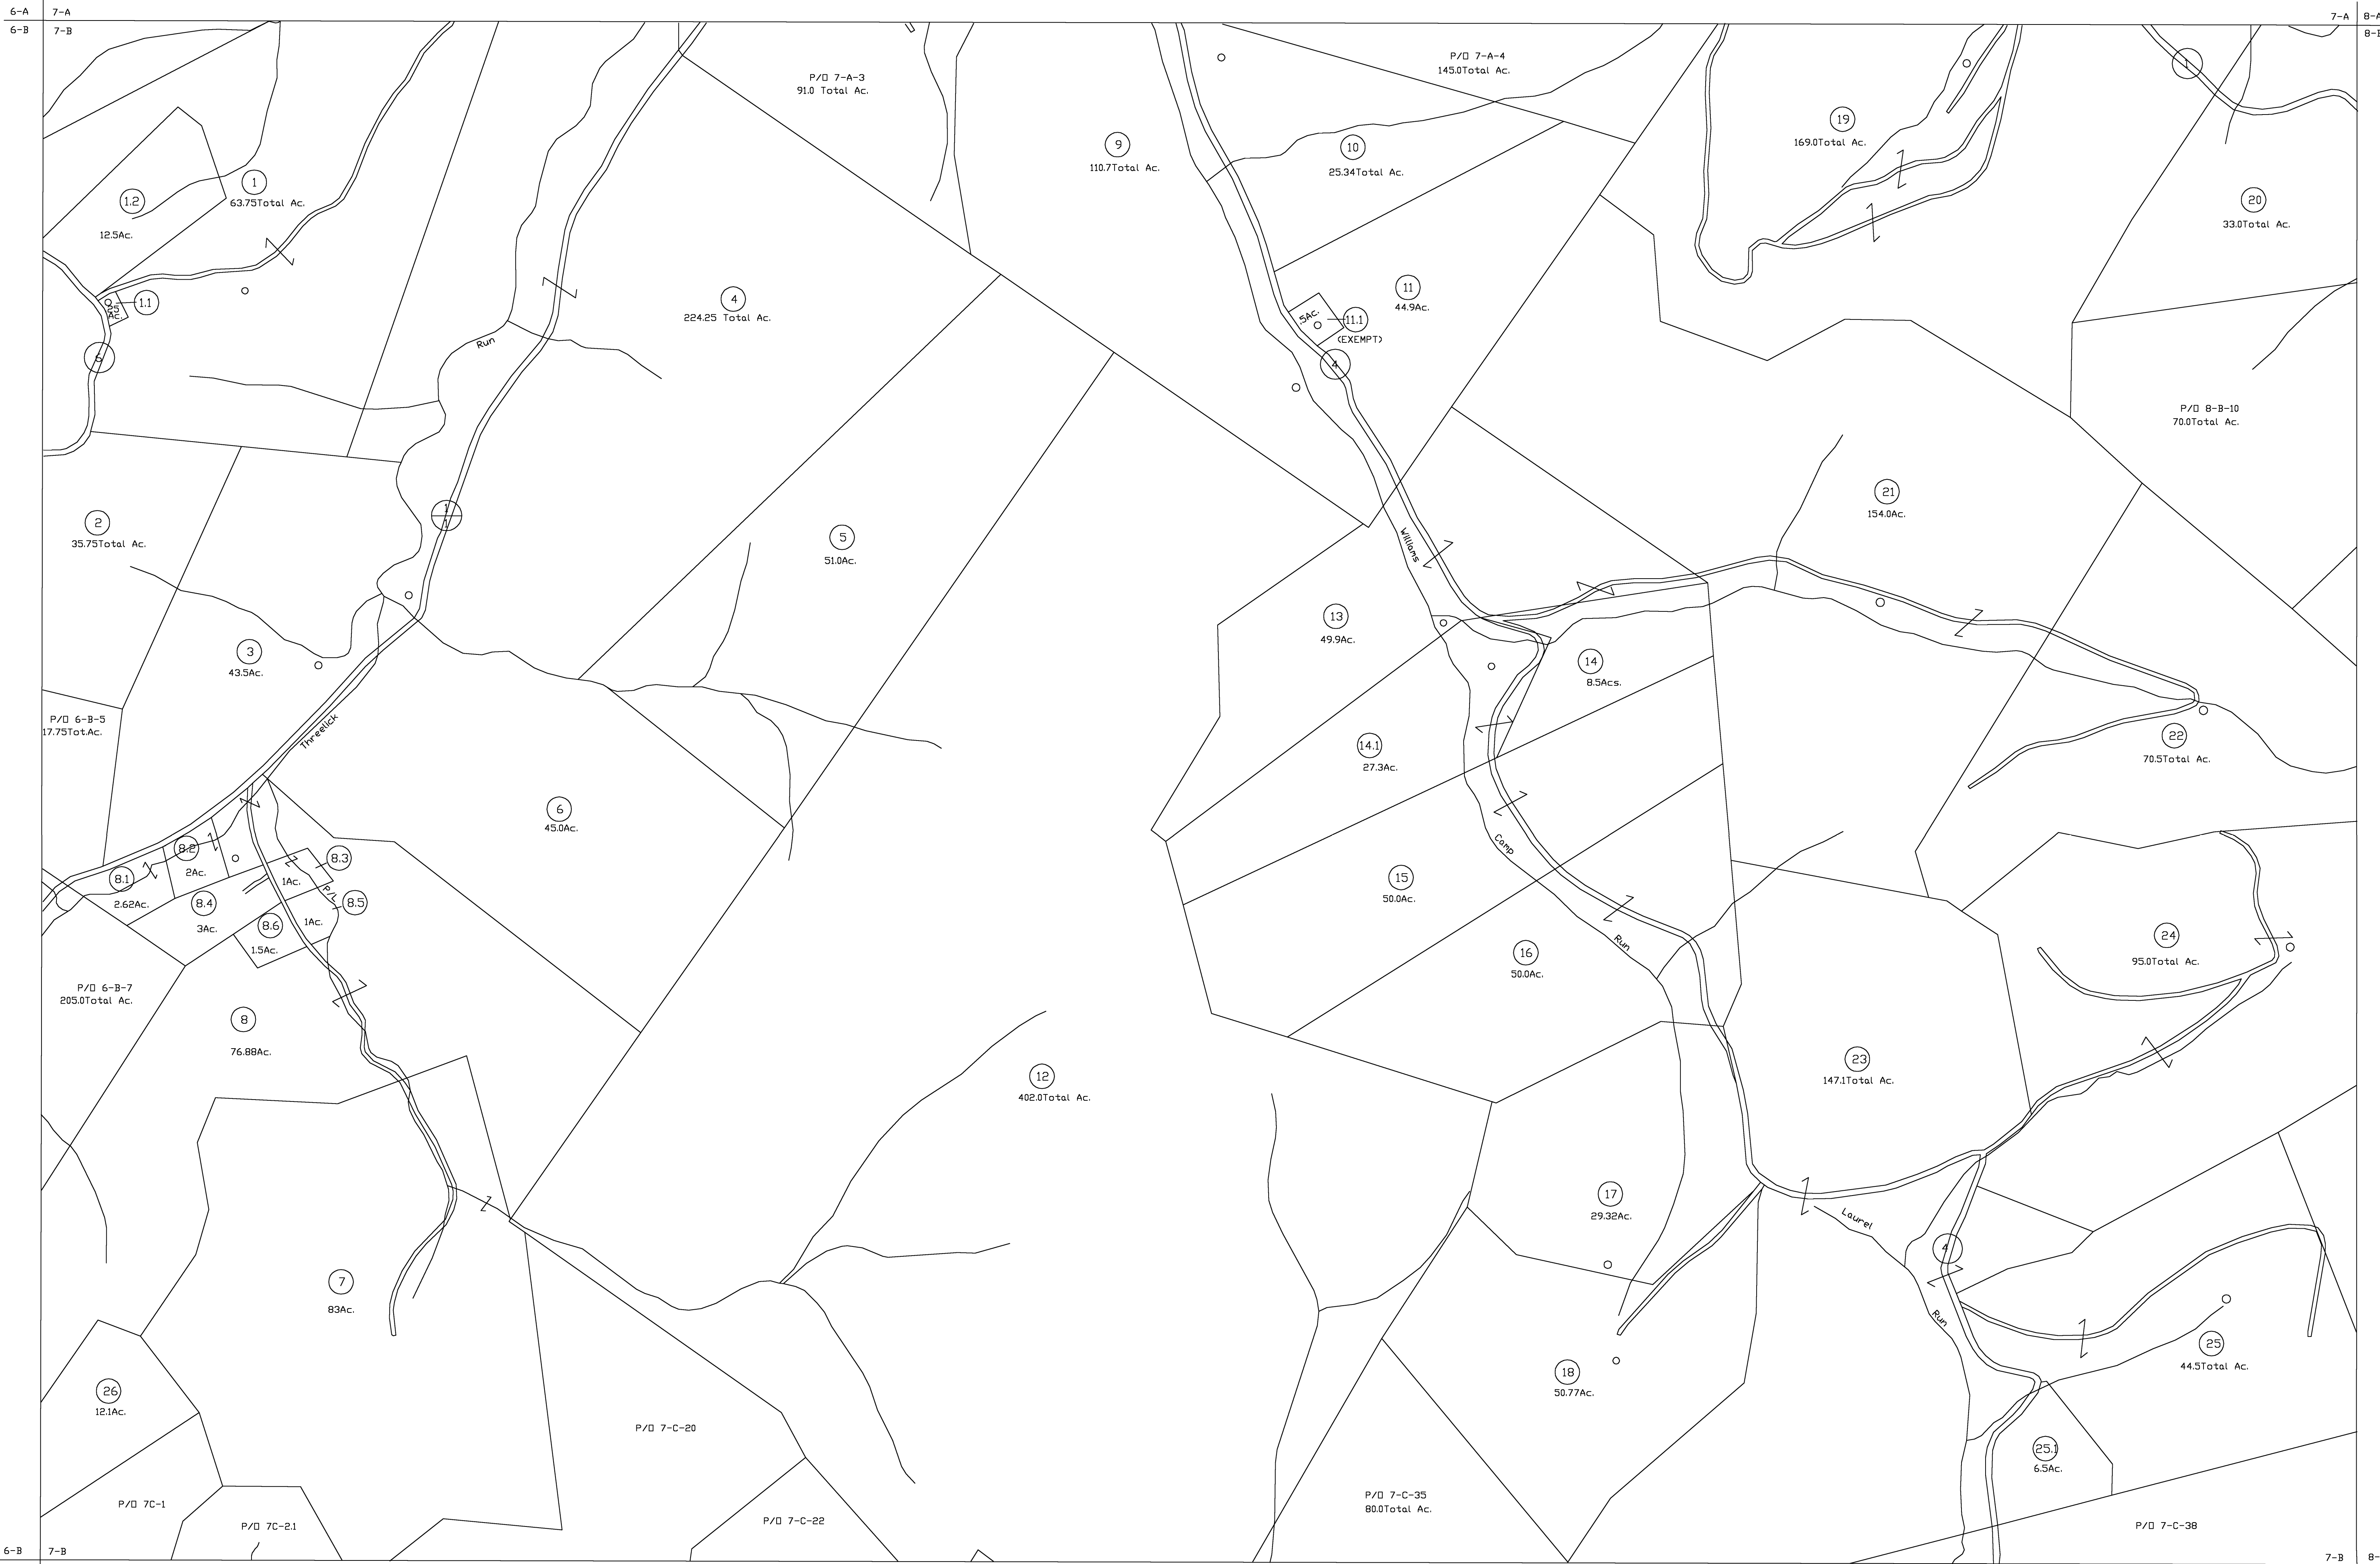 6-A 7-A
7-A 8-A
6-B 7-B
8-B
P/O 7-A-3
91.0 Total Ac.
P/O 7-A-4
145.0Total Ac.
1
19
169.0Total Ac.
9
110.7Total Ac.
10
25.34Total Ac.
1
63.75Total Ac.
1.2
12.5Ac.
20
33.0Total Ac.
1.1
Ac.
4
224.25 Total Ac.
11
44.9Ac.
.5Ac.
11.1
(EXEMPT)
Run
5
4
P/O 8-B-10
70.0Total Ac.
21
154.0Ac.
2
35.75Total Ac.
1
1
5
51.0Ac.
Williams
13
49.9Ac.
3
43.5Ac.
14
8.5Acs.
P/O 6-B-5
17.75Tot.Ac.
Threelick
14.1
27.3Ac.
22
70.5Total Ac.
6
45.0Ac.
Camp
8.2
2Ac.
8.3
1Ac.
8.1
2.62Ac.
P/L
8.4
3Ac.
8.5
1Ac.
8.6
1.5Ac.
15
50.0Ac.
Run
16
50.0Ac.
24
95.0Total Ac.
P/O 6-B-7
205.0Total Ac.
8
76.88Ac.
12
402.0Total Ac.
23
147.1Total Ac.
17
29.32Ac.
Laurel
4
7
83Ac.
Run
25
44.5Total Ac.
18
50.77Ac.
26
12.1Ac.
P/O 7-C-20
25.1
6.5Ac.
P/O 7C-1
P/O 7C-2.1
P/O 7-C-22
P/O 7-C-35
80.0Total Ac.
P/O 7-C-38
6-B 7-B
7-B 8-